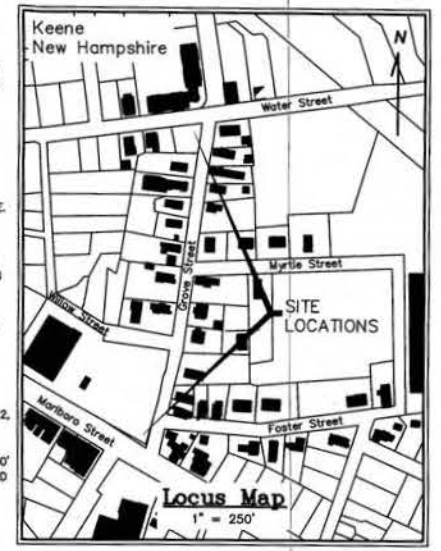 Keene
New Hampshire
N
Water Street
Myrtle Street
Grove Street
SITE
LOCATIONS
Willow Street
Marlboro Street
Foster Street
Locus Map
1" = 250'